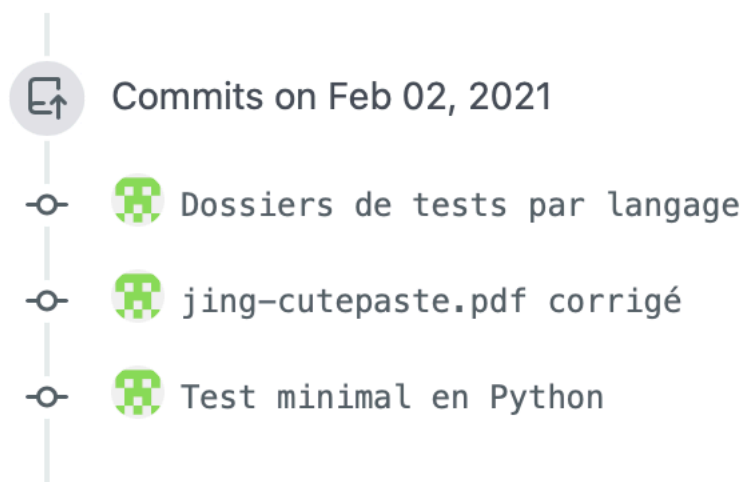 Commits on Feb 02, 2021
Dossiers de tests par langage
jing-cutepaste.pdf corrigé
Test minimal en Python